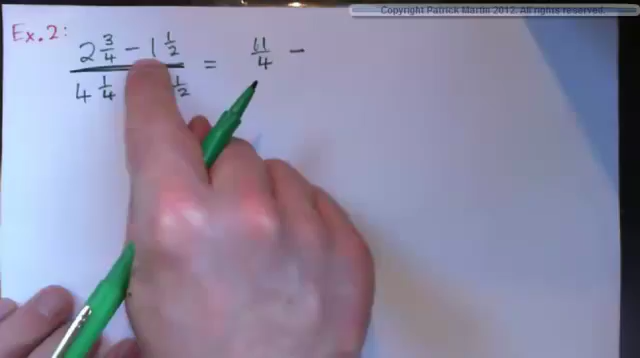 Copyright Patrick Martin 2012. All Rights Reserved.
Ex.2:
2 3/4 - 1 1/2 = 11/4 -
4 1/4 1/2